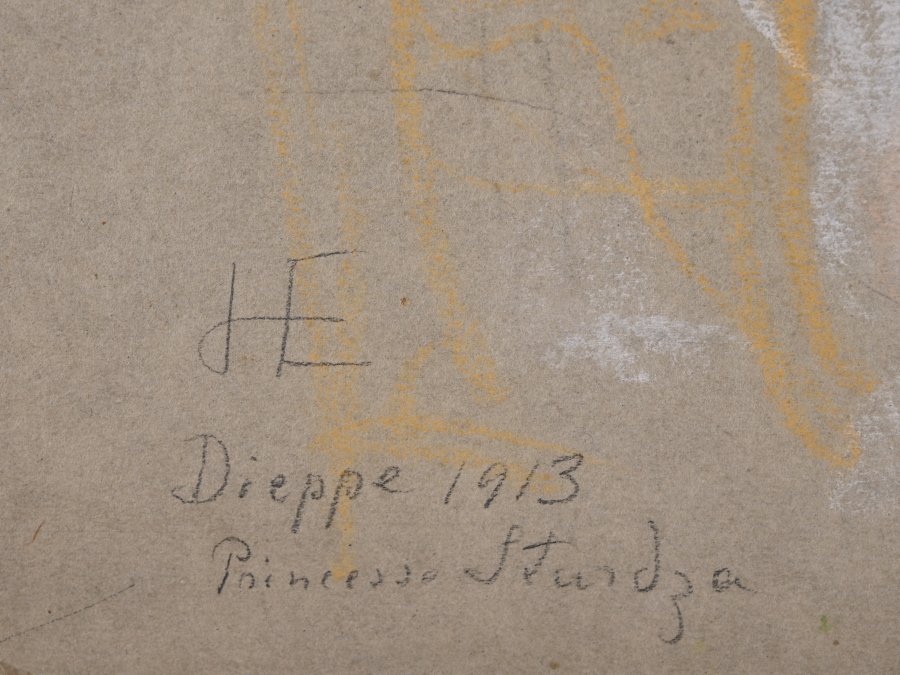 HE
Dieppe 1913
Princesse Sturdza